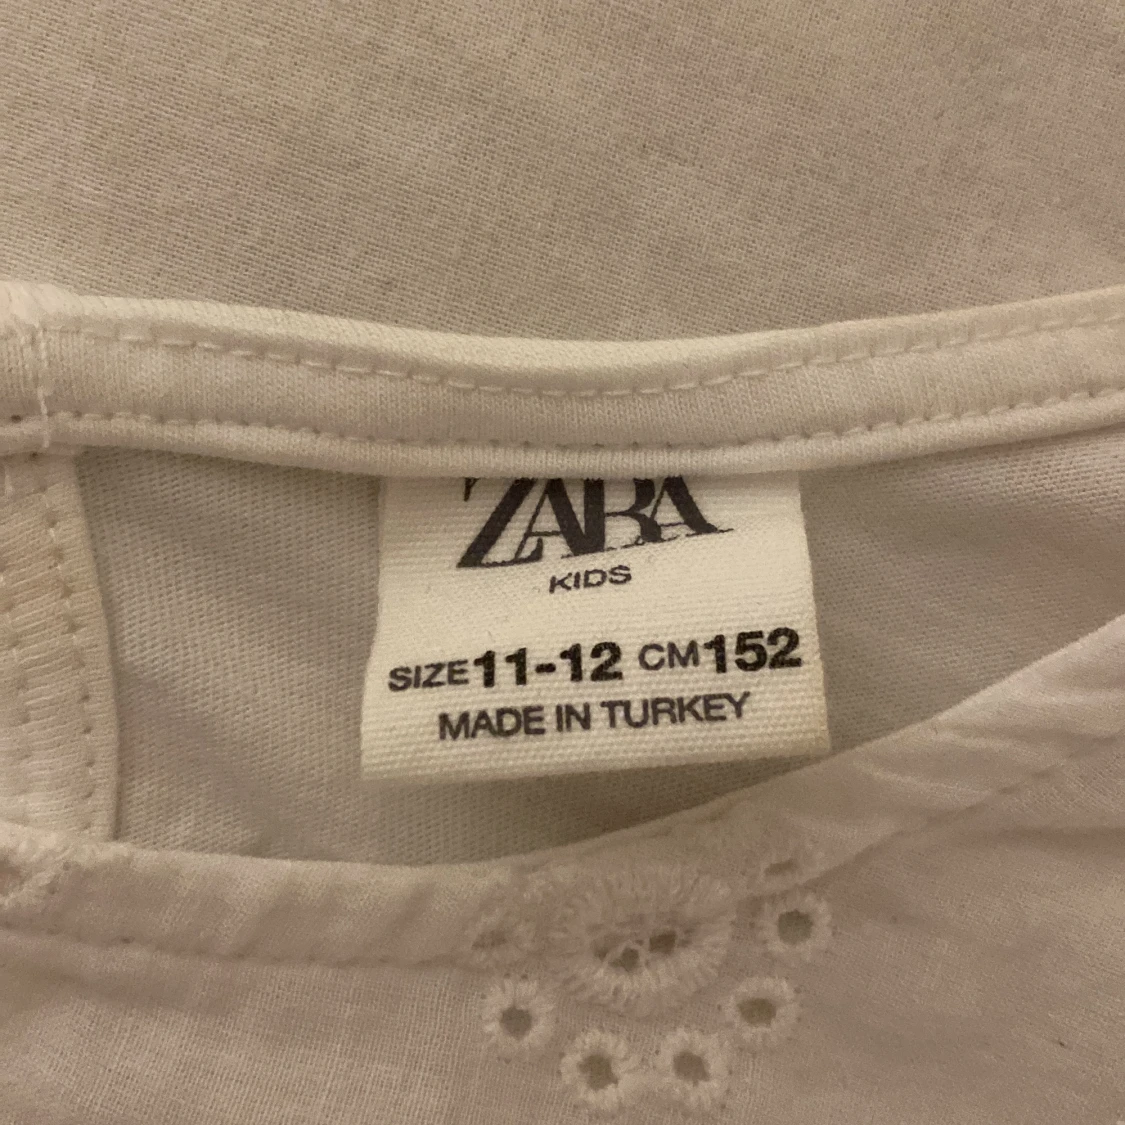 ZARA
KIDS
SIZE 11-12 CM 152
MADE IN TURKEY